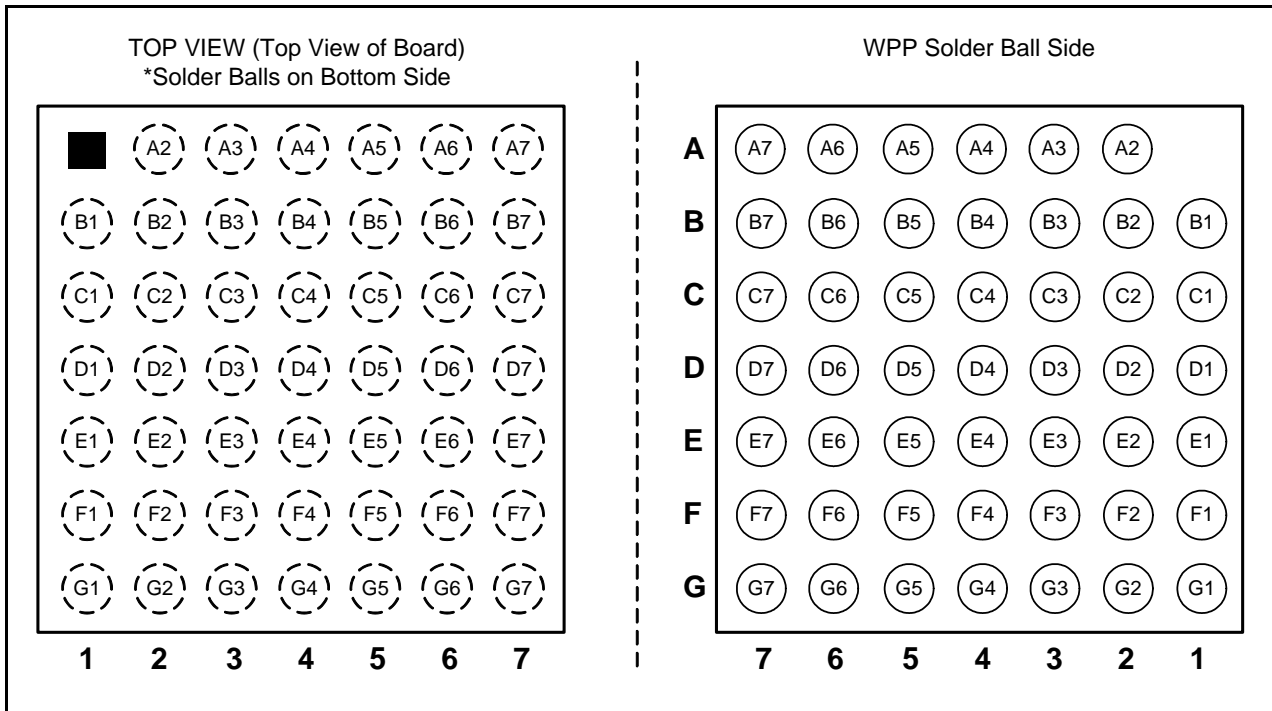 TOP VIEW (Top View of Board)
*Solder Balls on Bottom Side
A2 A3 A4 A5 A6 A7
B1 B2 B3 B4 B5 B6 B7
C1 C2 C3 C4 C5 C6 C7
D1 D2 D3 D4 D5 D6 D7
E1 E2 E3 E4 E5 E6 E7
F1 F2 F3 F4 F5 F6 F7
G1 G2 G3 G4 G5 G6 G7
1 2 3 4 5 6 7
WPP Solder Ball Side
A A7 A6 A5 A4 A3 A2
B B7 B6 B5 B4 B3 B2 B1
C C7 C6 C5 C4 C3 C2 C1
D D7 D6 D5 D4 D3 D2 D1
E E7 E6 E5 E4 E3 E2 E1
F F7 F6 F5 F4 F3 F2 F1
G G7 G6 G5 G4 G3 G2 G1
7 6 5 4 3 2 1